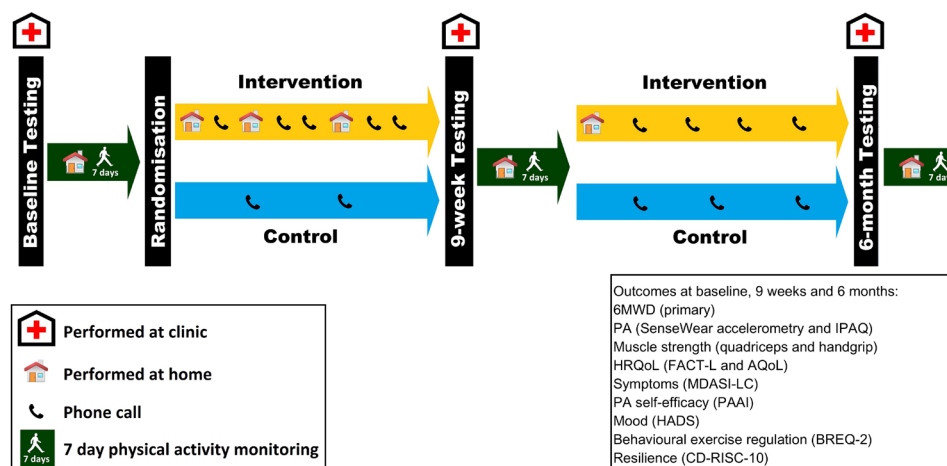 Baseline Testing
7 days
Randomisation
Intervention
Control
9-week Testing
7 days
Intervention
Control
6-month Testing
7 days
Performed at clinic
Performed at home
Phone call
7 days
7 day physical activity monitoring
Outcomes at baseline, 9 weeks and 6 months:
6MWD (primary)
PA (SenseWear accelerometry and IPAQ)
Muscle strength (quadriceps and handgrip)
HRQoL (FACT-L and AQoL)
Symptoms (MDASI-LC)
PA self-efficacy (PAAI)
Mood (HADS)
Behavioural exercise regulation (BREQ-2)
Resilience (CD-RISC-10)